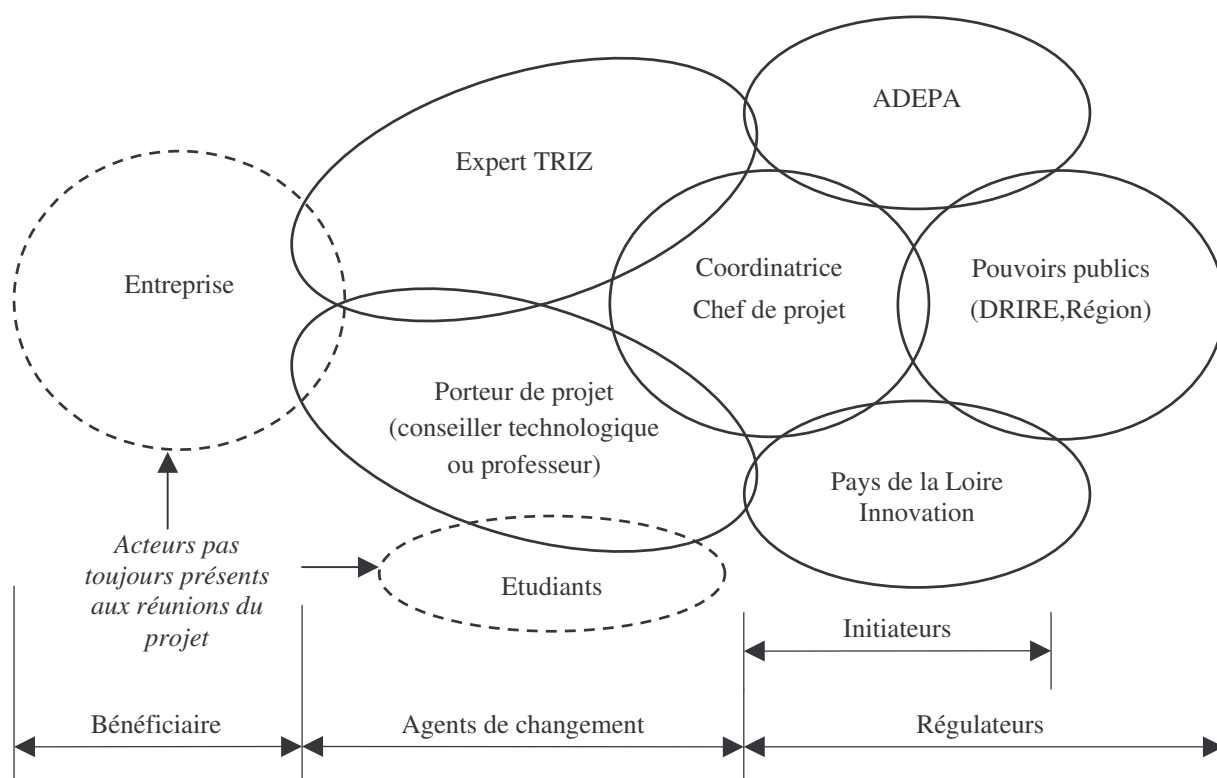 ADEPA
Expert TRIZ
Entreprise
Coordinatrice
Chef de projet
Pouvoirs publics
(DRIRE,Région)
Porteur de projet
(conseiller technologique
ou professeur)
Pays de la Loire
Innovation
Acteurs pas
toujours présents
aux réunions du
projet
Etudiants
Initiateurs
Bénéficiaire
Agents de changement
Régulateurs